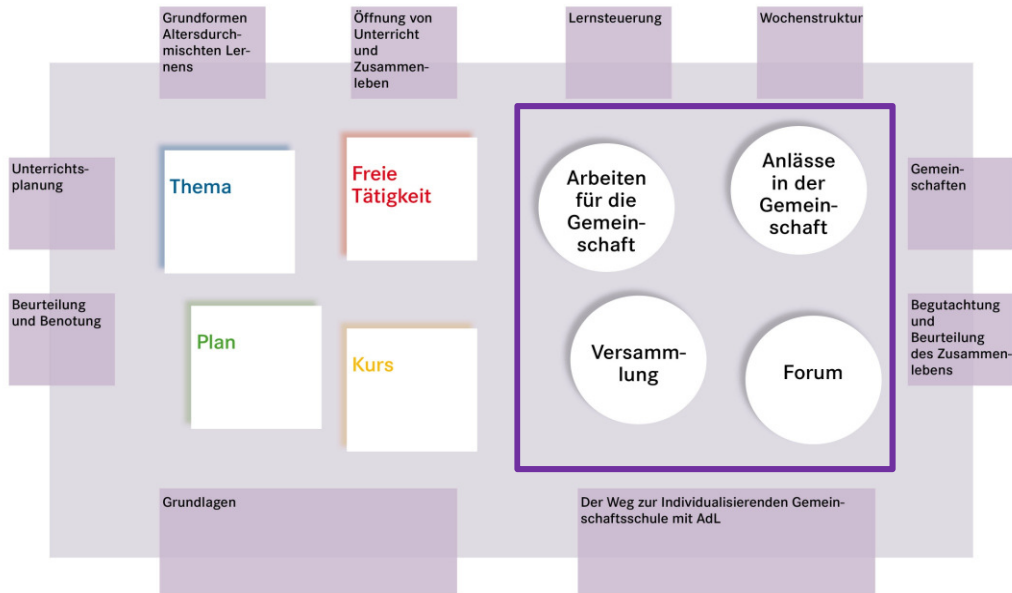 Grundformen
Altersdurch-
mischten Ler-
nens
Öffnung von
Unterricht
und
Zusammen-
leben
Lernsteuerung
Wochenstruktur
Unterrichts-
planung
Thema
Freie
Tätigkeit
Arbeiten
für die
Gemein-
schaft
Anlässe
in der
Gemein-
schaft
Gemein-
schaften
Beurteilung
und Benotung
Plan
Kurs
Versamm-
lung
Forum
Begutachtung
und
Beurteilung
des Zusammen-
lebens
Grundlagen
Der Weg zur Individualisierenden Gemein-
schaftsschule mit AdL